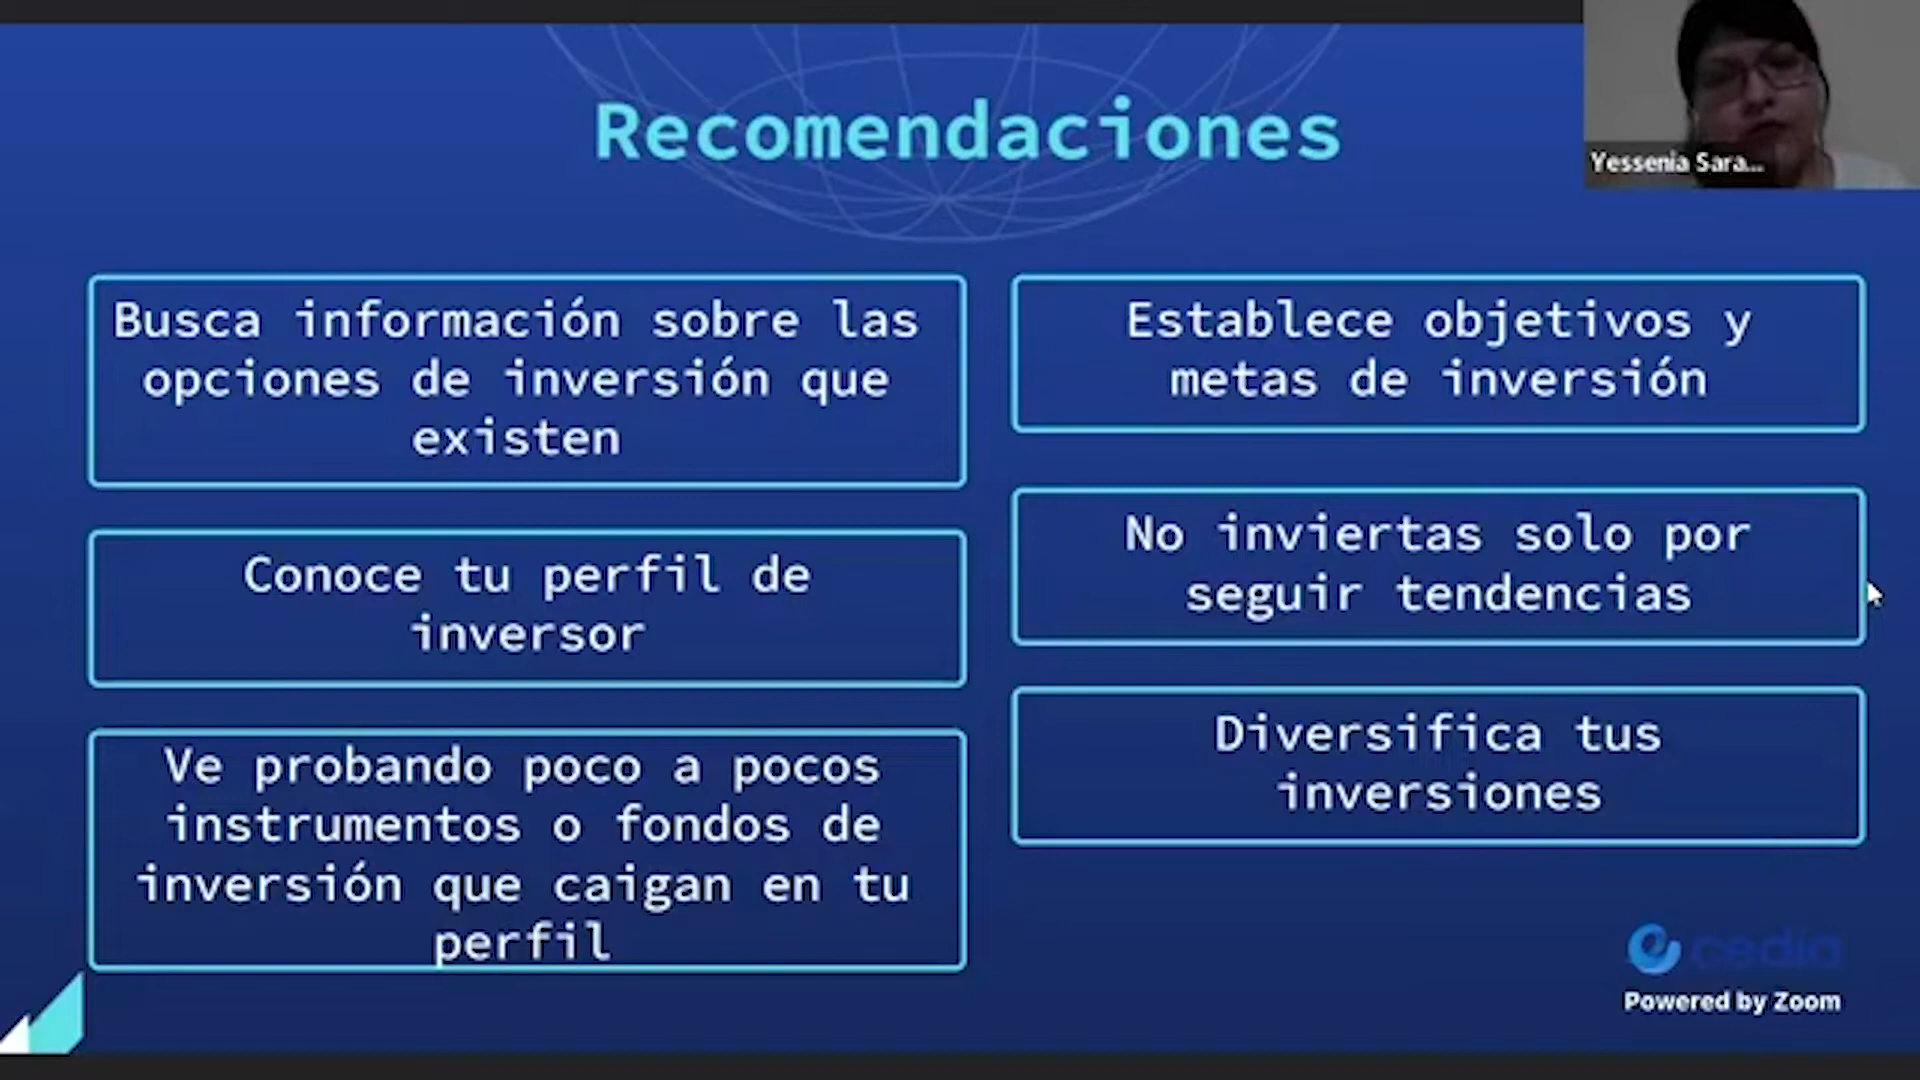 Recomendaciones
Yessenia Sara...
Busca información sobre las
opciones de inversión que
existen
Conoce tu perfil de
inversor
Ve probando poco a pocos
instrumentos o fondos de
inversión que caigan en tu
perfil
Establece objetivos y
metas de inversión
No inviertas solo por
seguir tendencias
Diversifica tus
inversiones
cedia
Powered by Zoom